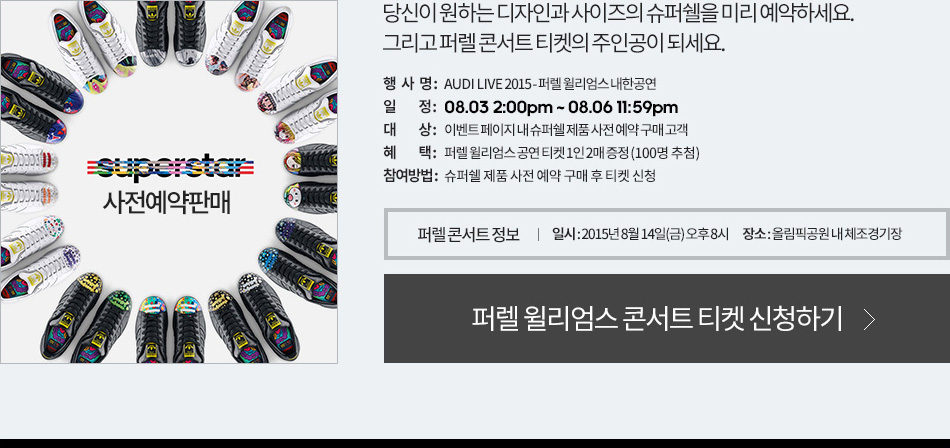 당신이 원하는 디자인과 사이즈의 슈퍼쉘을 미리 예약하세요.
그리고 퍼렐 콘서트 티켓의 주인공이 되세요.
행 사 명: AUDI LIVE 2015 - 퍼렐 윌리엄스 내한공연
일 정: 08.03 2:00pm ~ 08.06 11:59pm
대 상: 이벤트 페이지 내 슈퍼쉘 제품 사전 예약 구매 고객
혜 택: 퍼렐 윌리엄스 공연 티켓 1인 2매 증정 (100명 추첨)
참여방법: 슈퍼쉘 제품 사전 예약 구매 후 티켓 신청
superstar
사전예약판매
퍼렐 콘서트 정보 | 일시: 2015년 8월 14일(금) 오후 8시 장소: 올림픽공원 내 체조경기장
퍼렐 윌리엄스 콘서트 티켓 신청하기 >